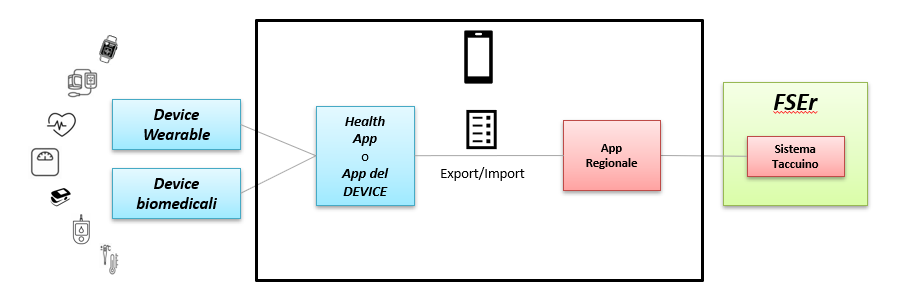 Device
Wearable
Device
biomedicali
Health
App
o
App del
DEVICE
Export/Import
App
Regionale
FSEr
Sistema
Taccuino